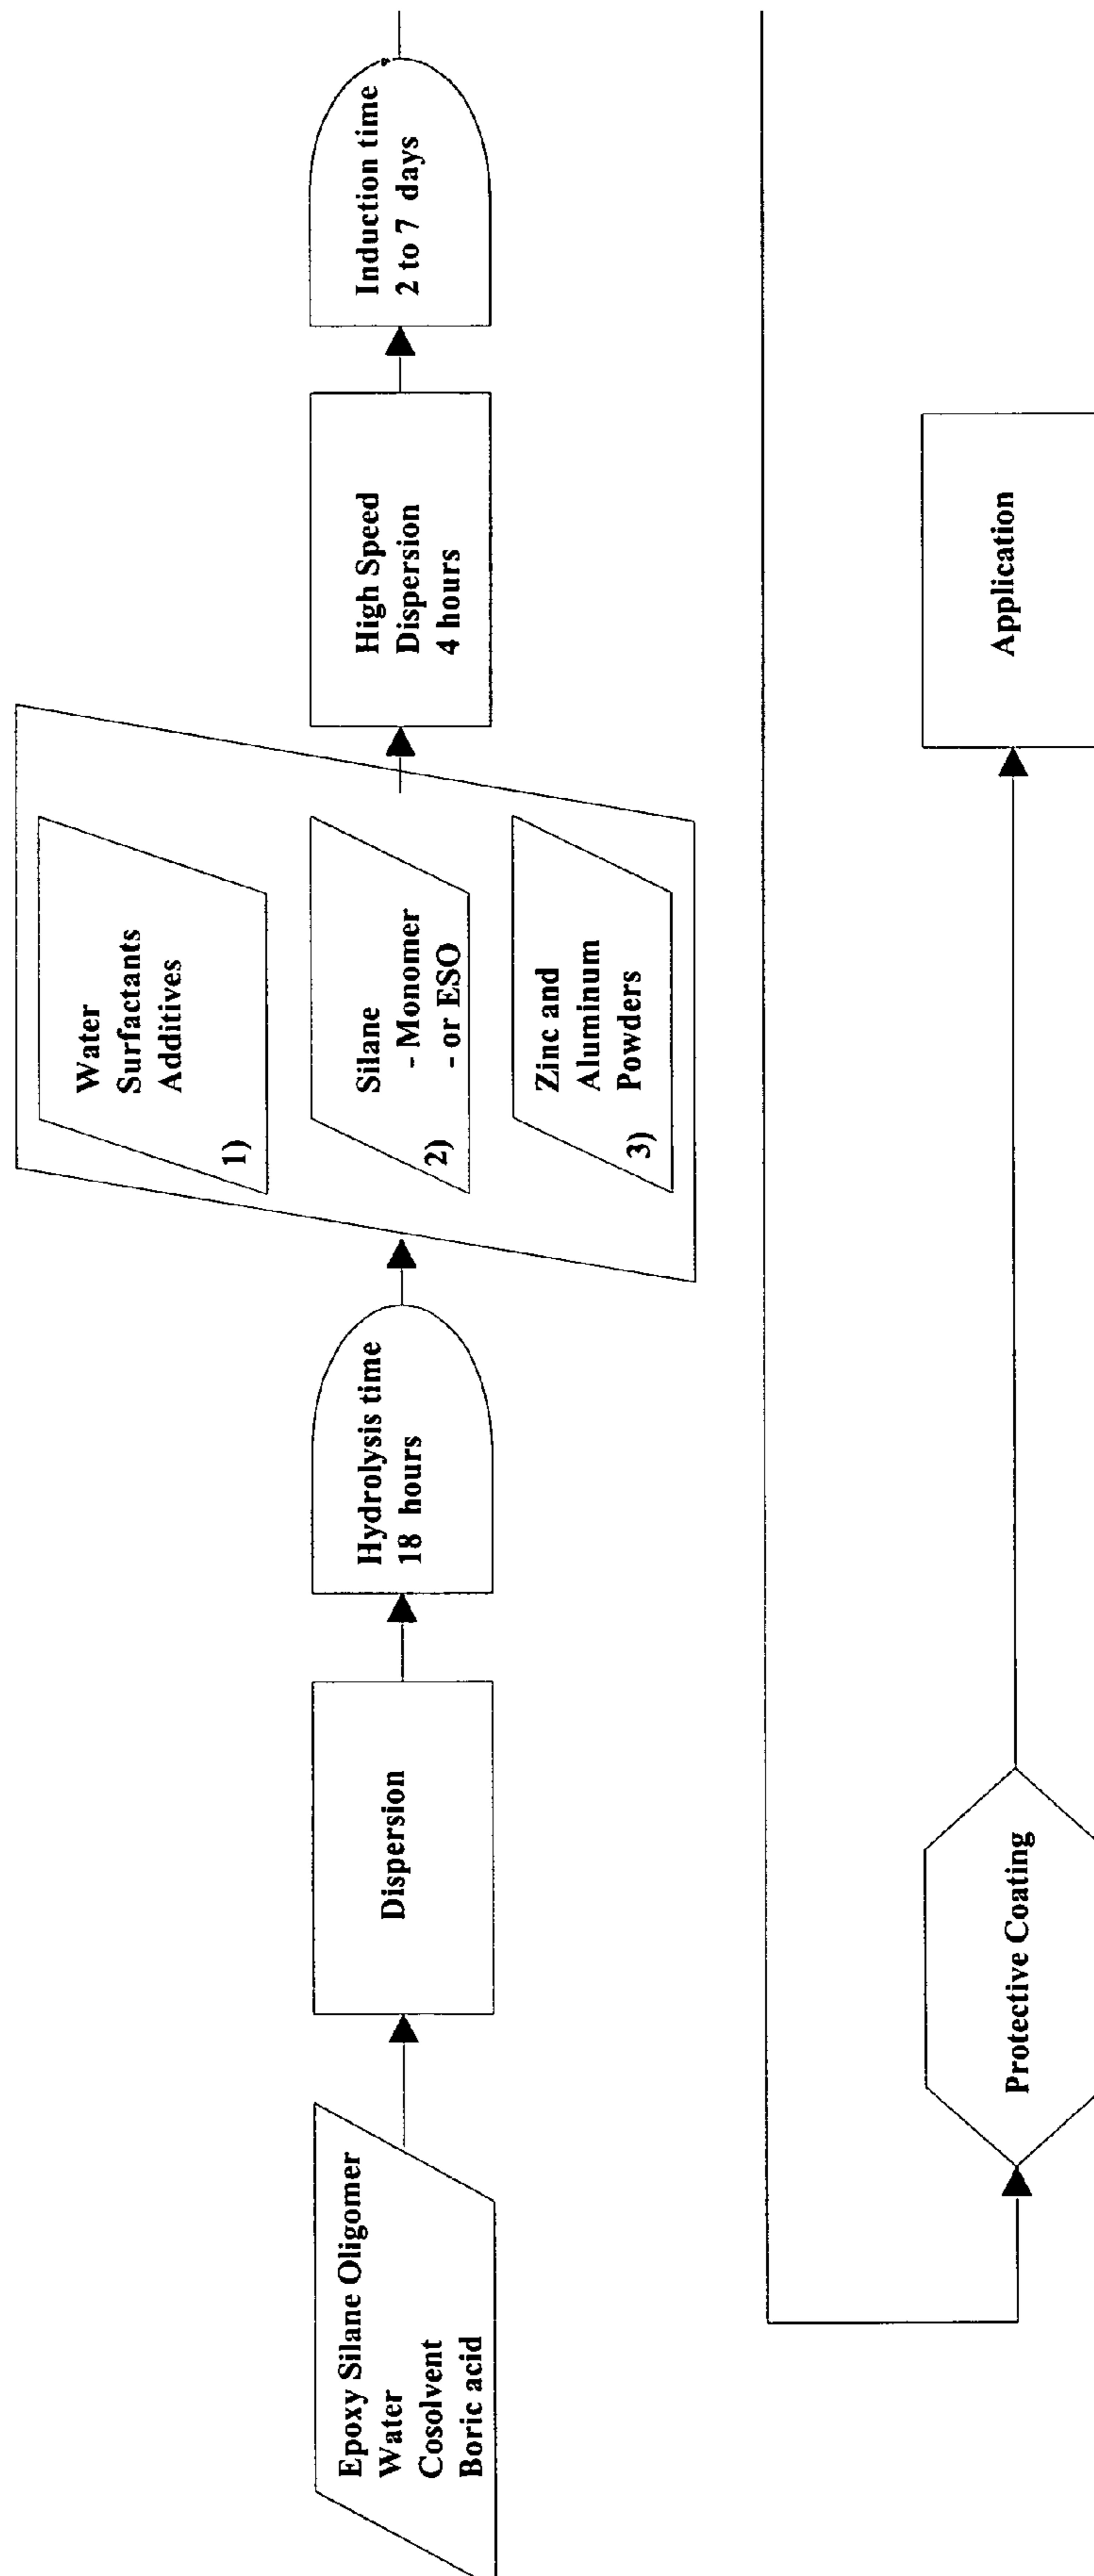 Epoxy Silane Oligomer
Water
Cosolvent
Boric acid
Dispersion
Hydrolysis time
18 hours
Water
Surfactants
Additives
1)
Silane
- Monomer
- or ESO
2)
Zinc and
Aluminum
Powders
3)
High Speed
Dispersion
4 hours
Induction time
2 to 7 days
Protective Coating
Application